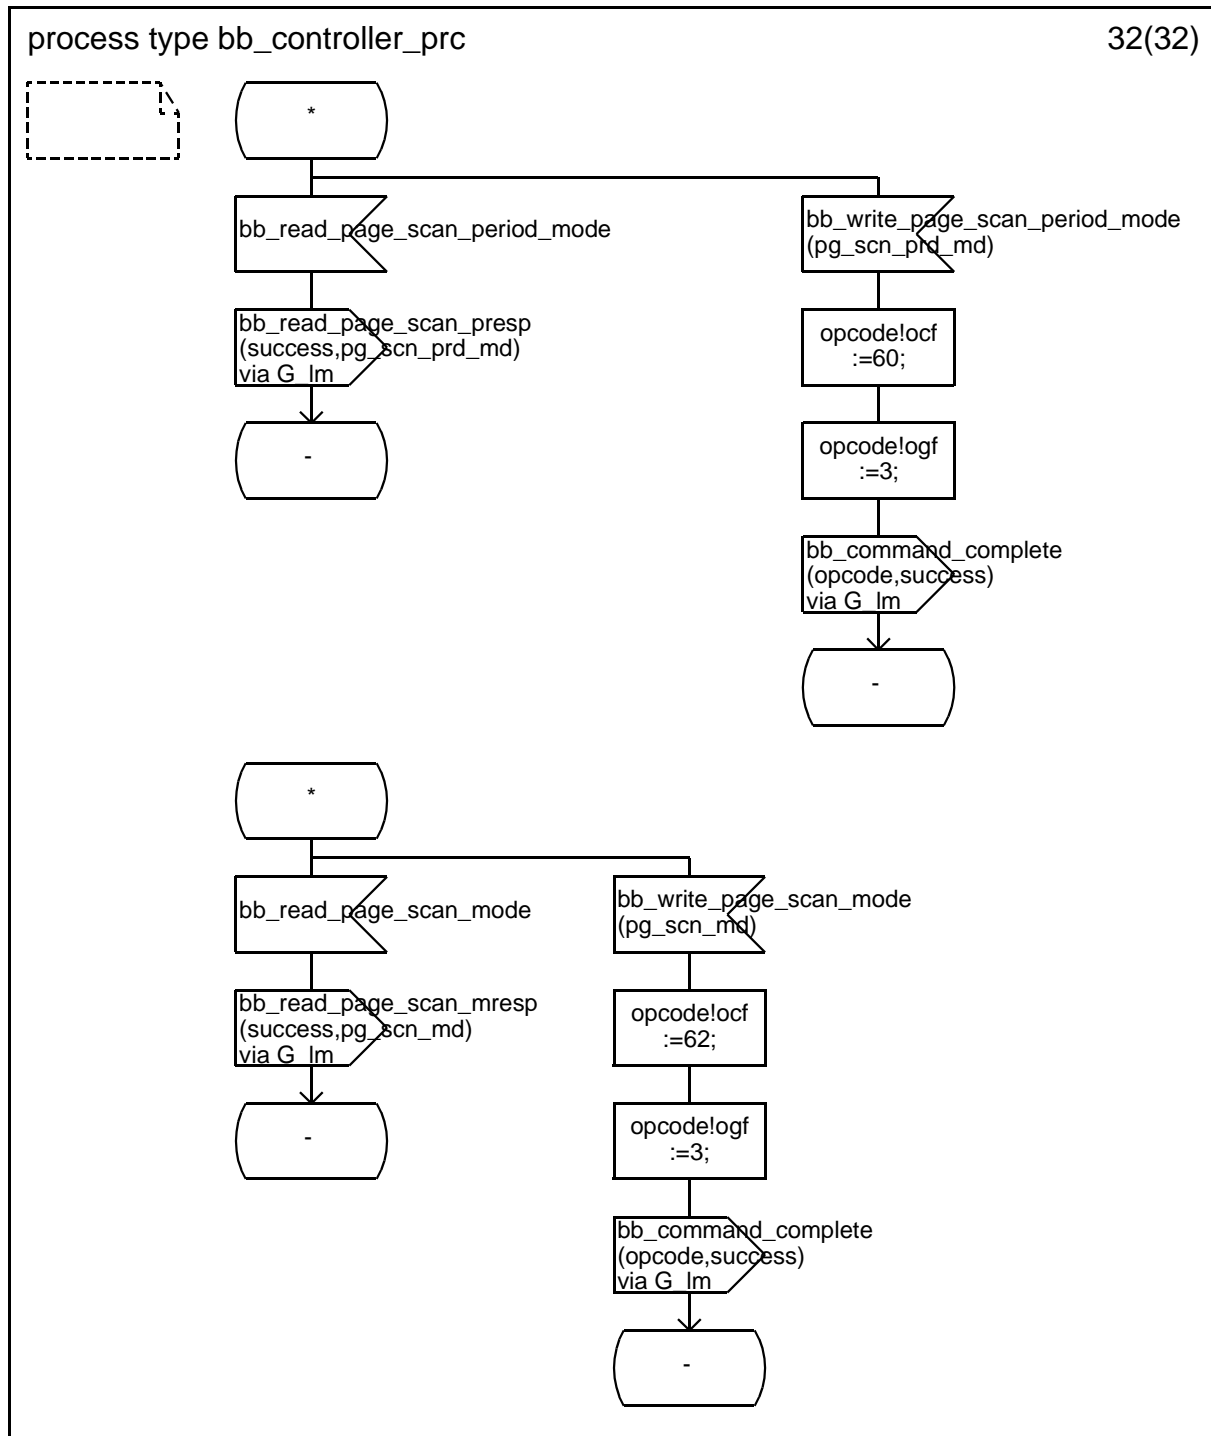 process type bb_controller_prc
32(32)
*
bb_read_page_scan_period_mode
bb_write_page_scan_period_mode
(pg_scn_prd_md)
bb_read_page_scan_presp
(success,pg_scn_prd_md)
via G_lm
opcode!ocf
:=60;
-
opcode!ogf
:=3;
bb_command_complete
(opcode,success)
via G_lm
-
*
bb_read_page_scan_mode
bb_write_page_scan_mode
(pg_scn_md)
bb_read_page_scan_mresp
(success,pg_scn_md)
via G_lm
opcode!ocf
:=62;
-
opcode!ogf
:=3;
bb_command_complete
(opcode,success)
via G_lm
-